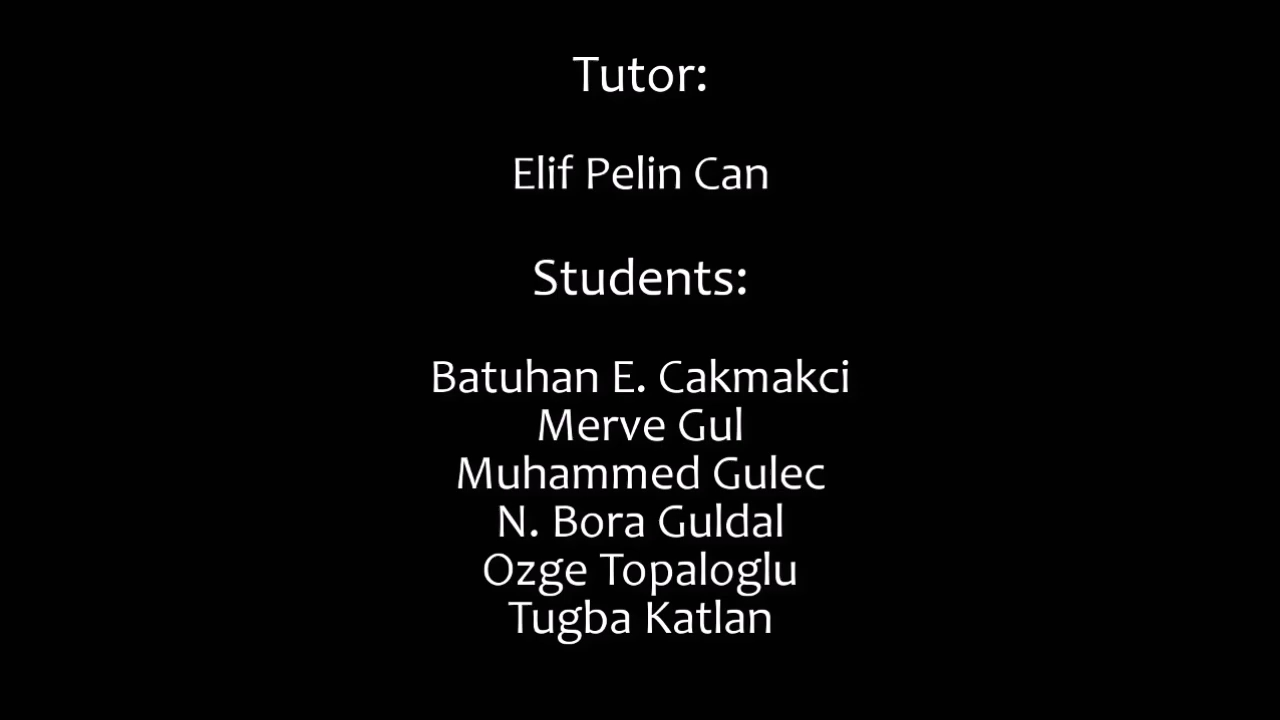 Tutor:
Elif Pelin Can
Students:
Batuhan E. Cakmakci
Merve Gul
Muhammed Gulec
N. Bora Guldal
Ozge Topaloglu
Tugba Katlan